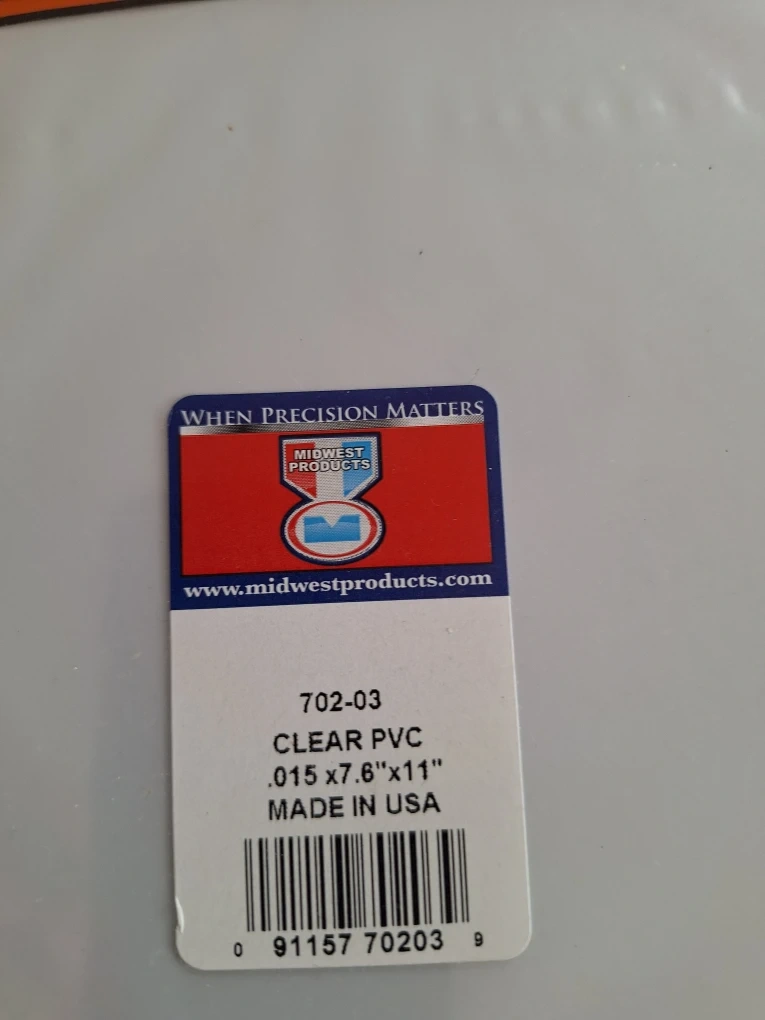 WHEN PRECISION MATTERS
MIDWEST
PRODUCTS
M
www.midwestproducts.com
702-03
CLEAR PVC
.015 x7.6"x11"
MADE IN USA
0 91157 70203 9